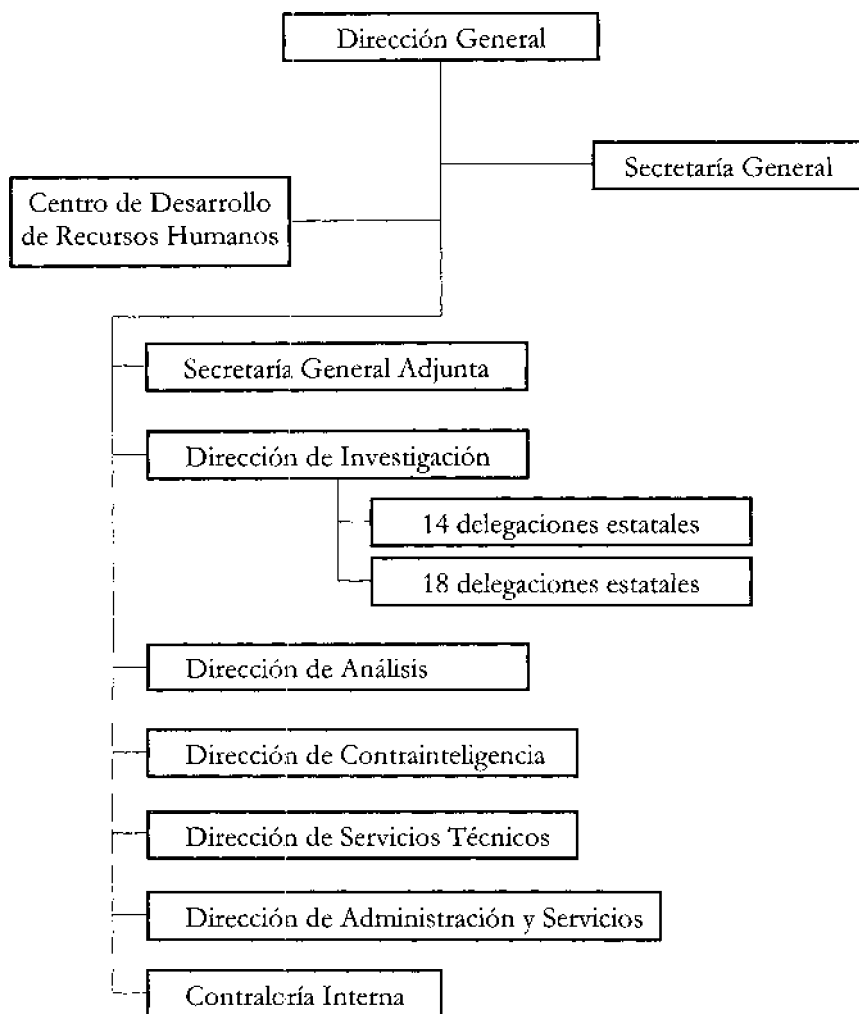 Dirección General
Secretaría General
Centro de Desarrollo
de Recursos Humanos
Secretaría General Adjunta
Dirección de Investigación
14 delegaciones estatales
18 delegaciones estatales
Dirección de Análisis
Dirección de Contrainteligencia
Dirección de Servicios Técnicos
Dirección de Administración y Servicios
Contraloría Interna